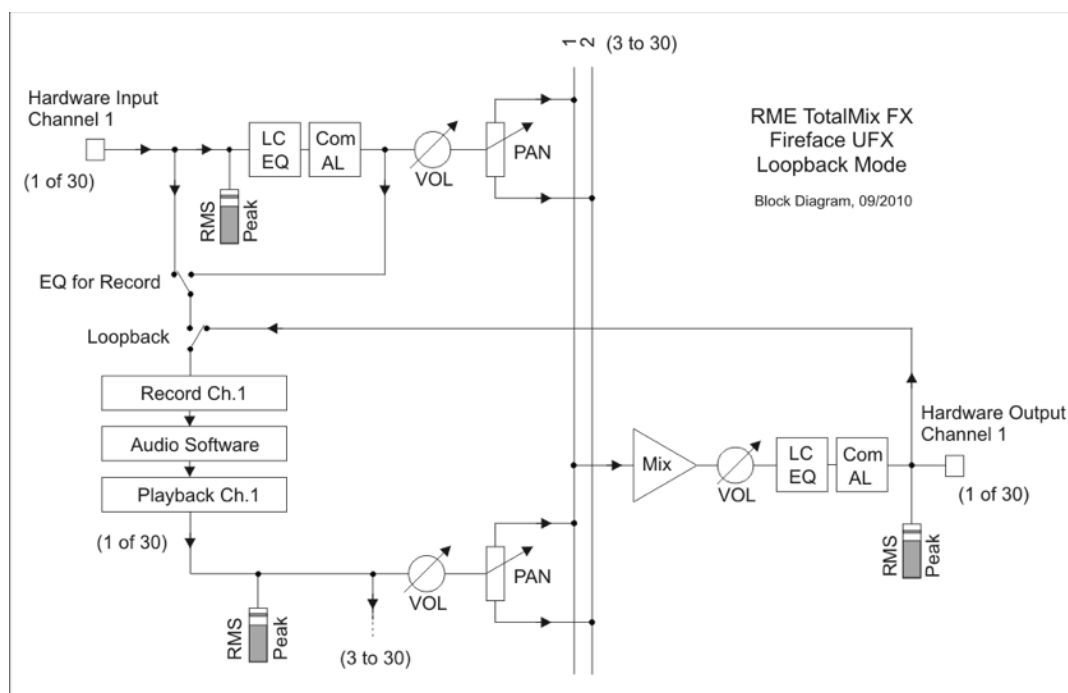 1
2
(3 to 30)
Hardware Input
Channel 1
(1 of 30)
LC
EQ
Com
AL
VOL
PAN
RMS
Peak
RME TotalMix FX
Fireface UFX
Loopback Mode
Block Diagram, 09/2010
EQ for Record
Loopback
Record Ch.1
Audio Software
Playback Ch.1
(1 of 30)
RMS
Peak
(3 to 30)
VOL
PAN
Mix
VOL
LC
EQ
Com
AL
Hardware Output
Channel 1
(1 of 30)
RMS
Peak